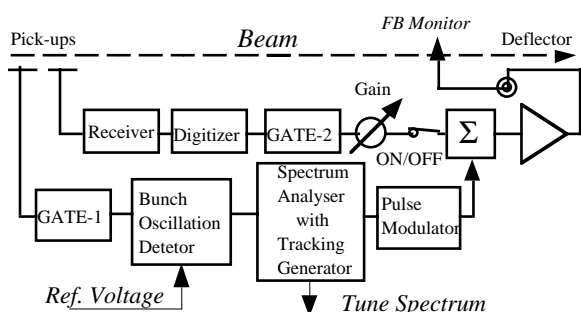 FB Monitor
Pick-ups
Beam
Deflector
Gain
Receiver
Digitizer
GATE-2
ON/OFF
Σ
GATE-1
Bunch
Oscillation
Detetor
Spectrum
Analyser
with
Tracking
Generator
Pulse
Modulator
Ref. Voltage
Tune Spectrum